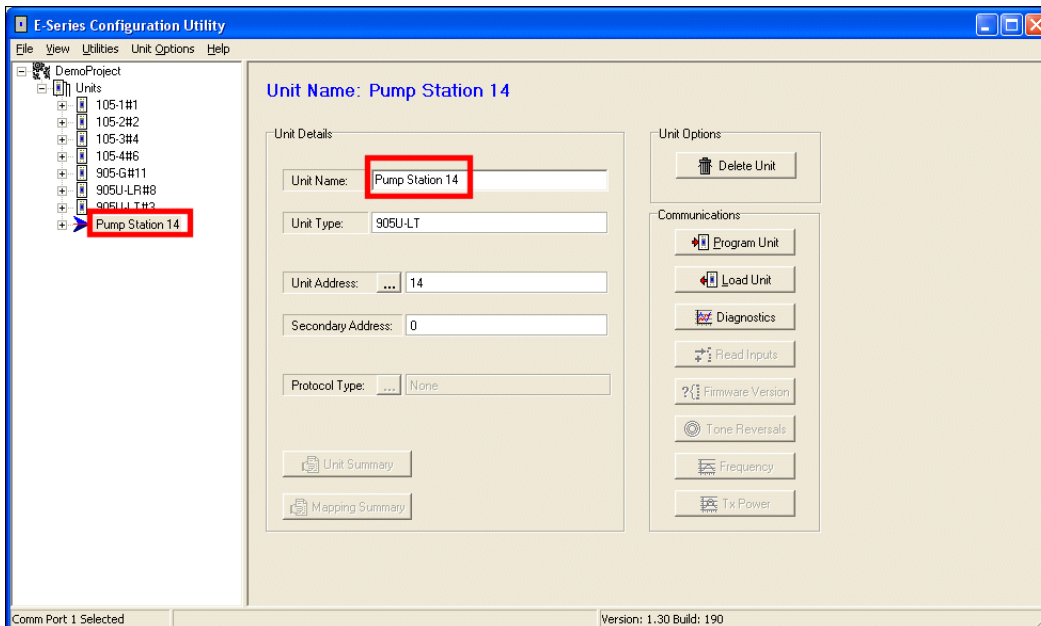 E-Series Configuration Utility
File View Utilities Unit Options Help
DemoProject
Units
105-1#1
105-2#2
105-3#4
105-4#6
905-G#11
905U-LR#8
905U-LT#3
Pump Station 14
Unit Name: Pump Station 14
Unit Details
Unit Name: Pump Station 14
Unit Type: 905U-LT
Unit Address: ... 14
Secondary Address: 0
Protocol Type: ... None
Unit Summary
Mapping Summary
Unit Options
Delete Unit
Communications
Program Unit
Load Unit
Diagnostics
Read Inputs
Firmware Version
Tone Reversals
Frequency
Tx Power
Comm Port 1 Selected
Version: 1.30 Build: 190